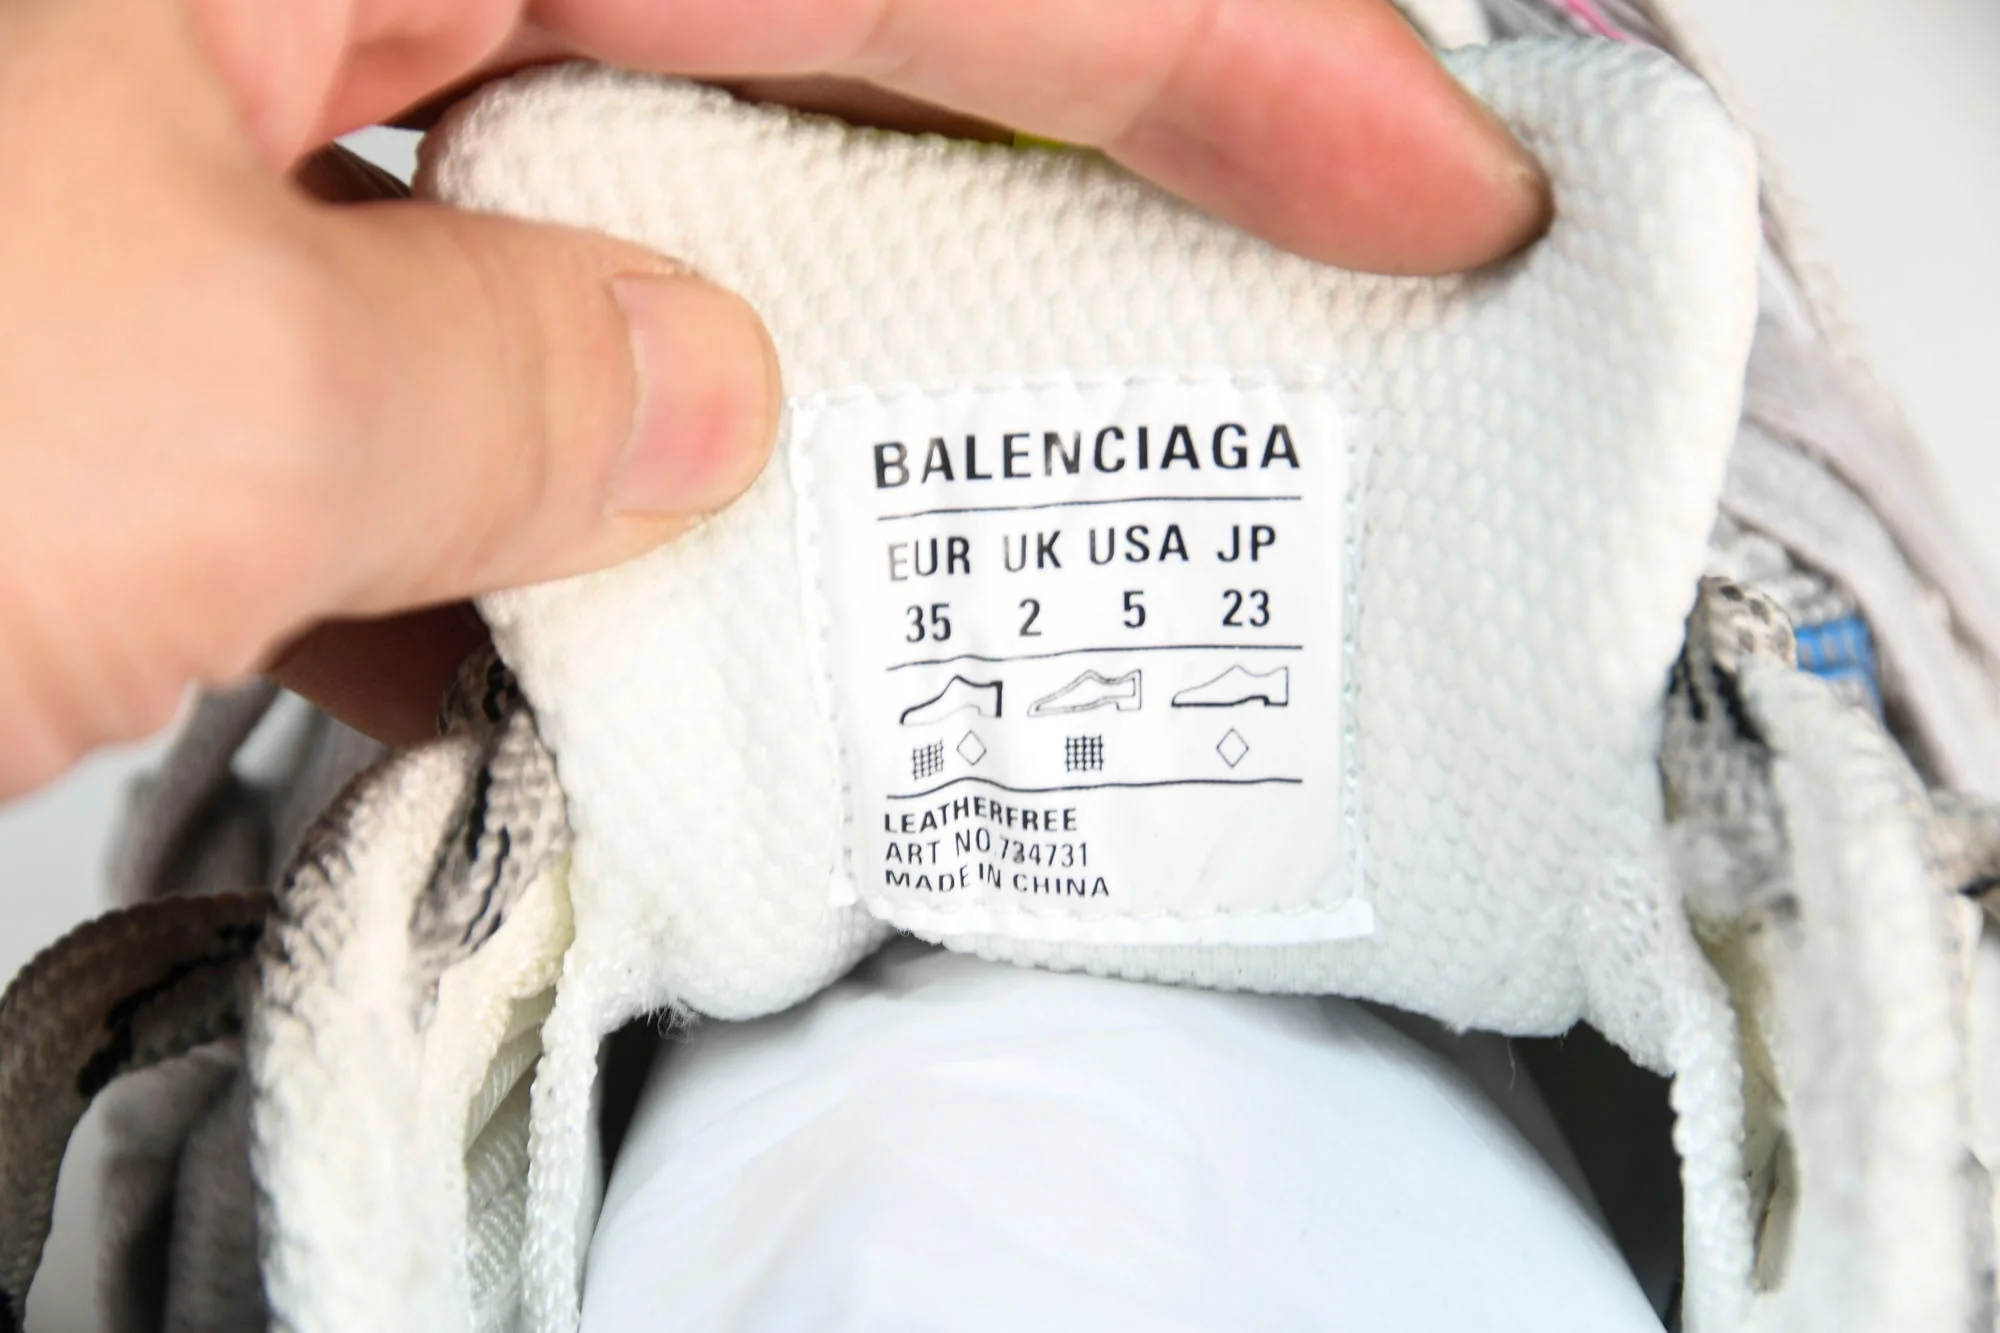 BALENCIAGA
EUR UK USA JP
35 2 5 23
LEATHERFREE
ART NO.734731
MADE IN CHINA